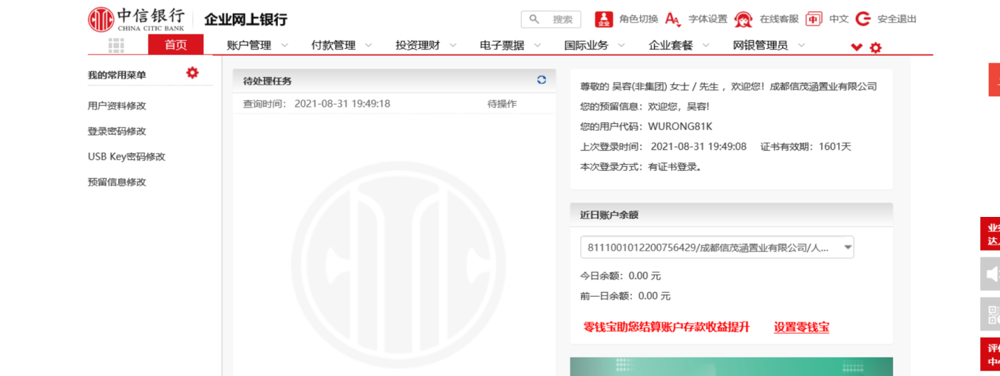 中信银行 企业网上银行
CHINA CITIC BANK
搜索 企业 角色切换 字体设置 在线客服 中 中文 安全退出
首页 账户管理 付款管理 投资理财 电子票据 国际业务 企业套餐 网银管理员
我的常用菜单
用户资料修改
登录密码修改
USB Key密码修改
预留信息修改
待处理任务
查询时间： 2021-08-31 19:49:18 待操作
尊敬的 吴容(非集团) 女士 / 先生 ，欢迎您！成都信茂涵置业有限公司
您的预留信息：欢迎您，吴容!
您的用户代码：WURONG81K
上次登录时间： 2021-08-31 19:49:08 证书有效期：1601天
本次登录方式：有证书登录。
近日账户余额
8111001012200756429/成都信茂涵置业有限公司/人...
今日余额：0.00 元
前一日余额：0.00 元
零钱宝助您结算账户存款收益提升 设置零钱宝
达
中